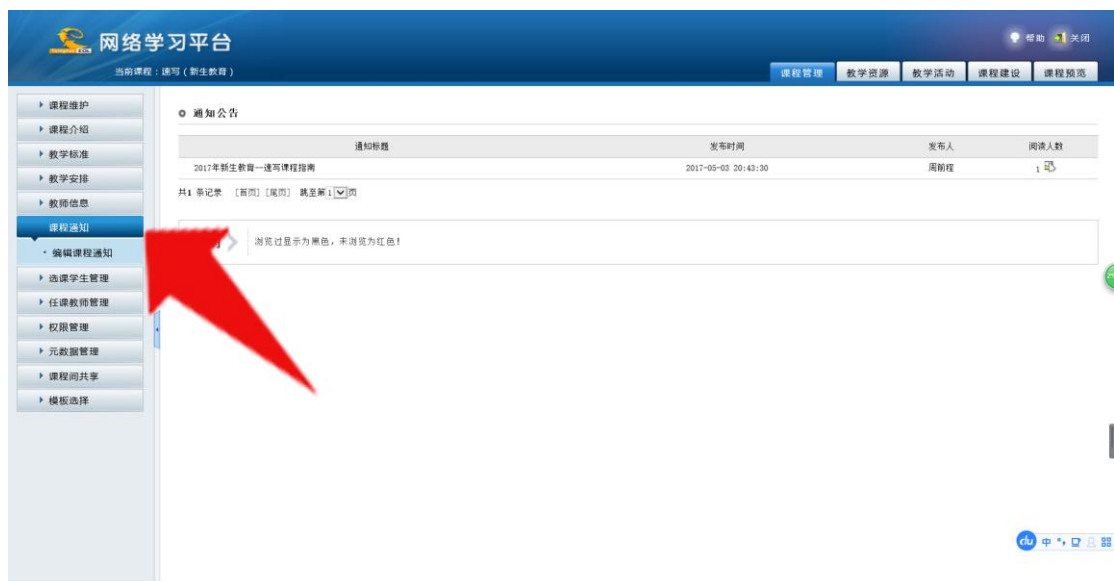 网络学习平台
帮助 关闭
当前课程：速写（新生教育）
课程管理 教学资源 教学活动 课程建设 课程预览
课程维护
课程介绍
教学标准
教学安排
教师信息
课程通知
编辑课程通知
选课学生管理
任课教师管理
权限管理
元数据管理
课程间共享
模板选择
通知公告
通知标题 发布时间 发布人 阅读人数
2017年新生教育--速写课程指南 2017-05-03 20:43:30 周前程 1
共1 条记录 [首页] [尾页] 跳至第1页
浏览过显示为黑色，未浏览为红色！
du 中